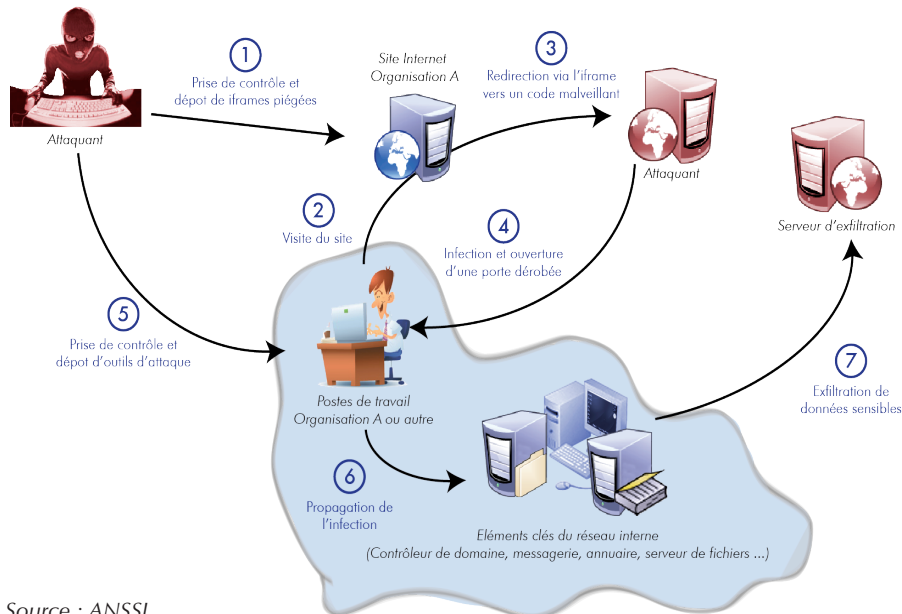 Attaquant
1
Prise de contrôle et
dépot de iframes piégées
Site Internet
Organisation A
2
Visite du site
3
Redirection via l'iframe
vers un code malveillant
Attaquant
4
Infection et ouverture
d'une porte dérobée
5
Prise de contrôle et
dépôt d'outils d'attaque
Postes de travail
Organisation A ou autre
6
Propagation de
l'infection
Eléments clés du réseau interne
(Contrôleur de domaine, messagerie, annuaire, serveur de fichiers ...)
7
Exfiltration de
données sensibles
Serveur d'exfiltration
Source : ANSSI